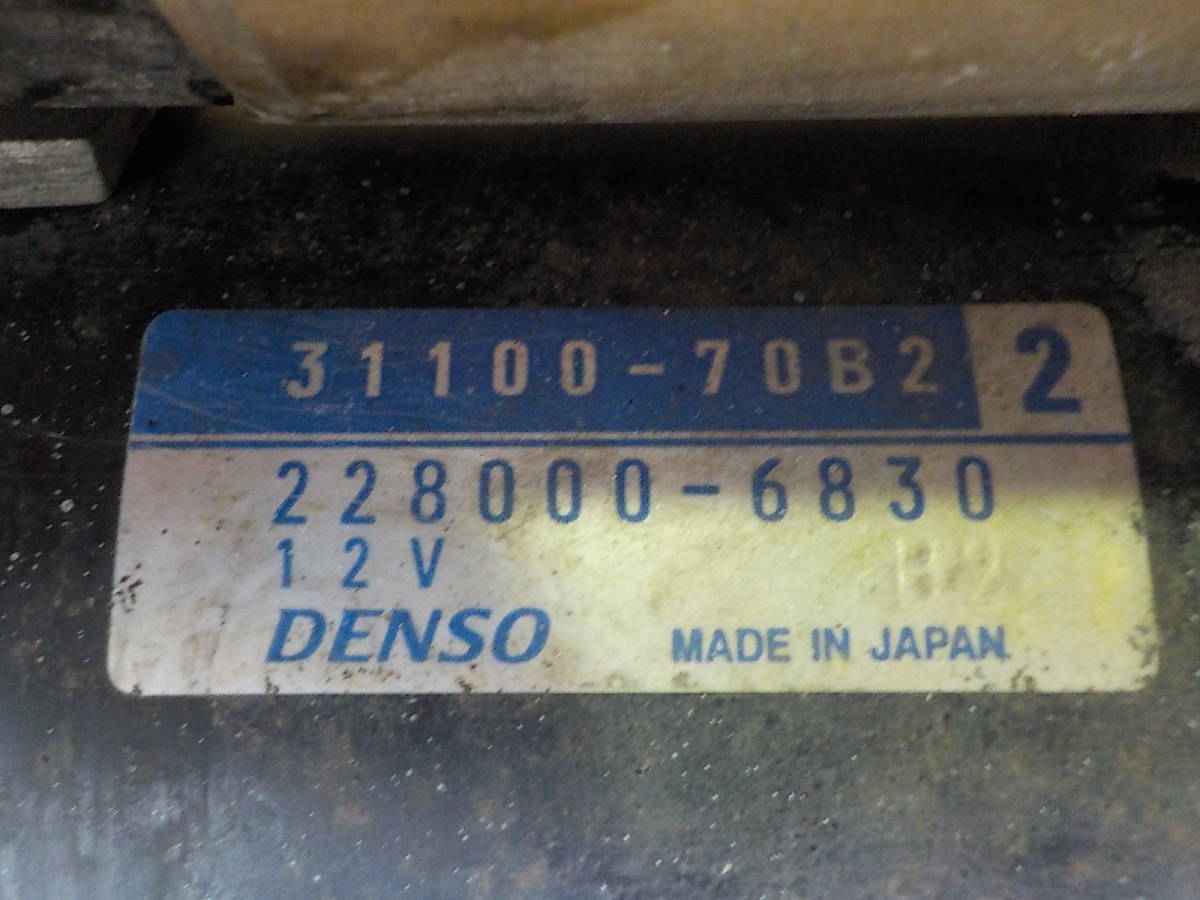 31100-70B2 2
228000-6830
12V
DENSO MADE IN JAPAN